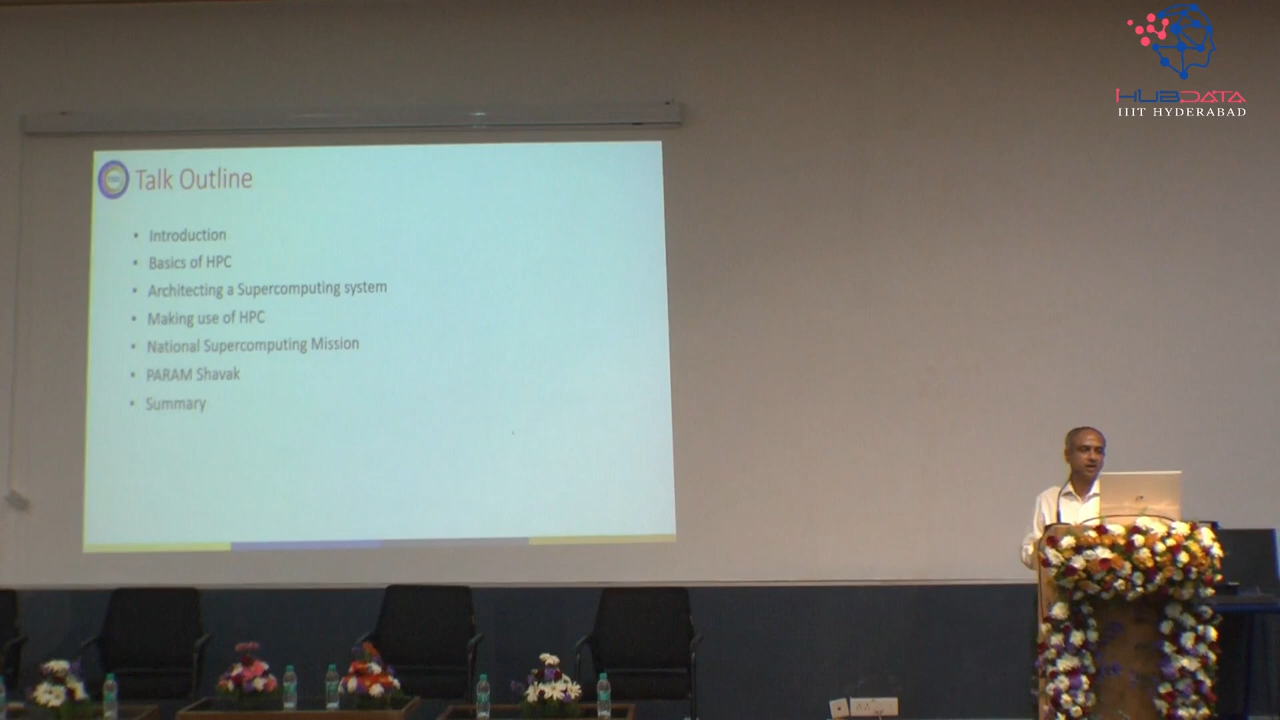 iHUBDATA
IIIT HYDERABAD
Talk Outline
• Introduction
• Basics of HPC
• Architecting a Supercomputing system
• Making use of HPC
• National Supercomputing Mission
• PARAM Shavak
• Summary